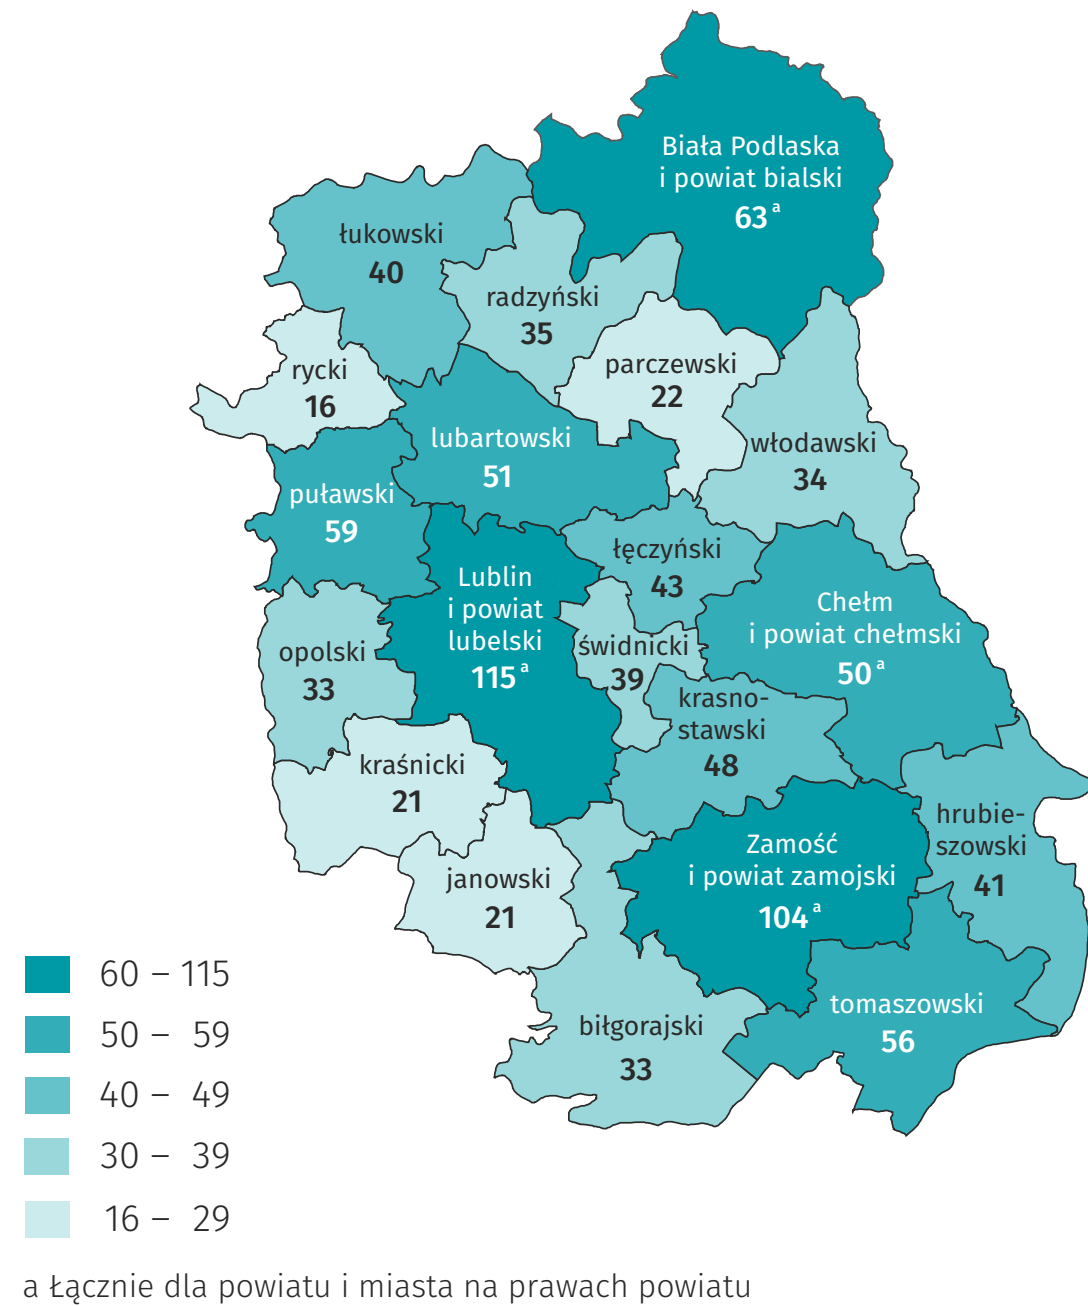 Biała Podlaska
i powiat bialski
63 a
łukowski
40
radzyński
35
rycki
16
parczewski
22
lubartowski
51
włodawski
34
puławski
59
łęczyński
43
Lublin
i powiat
lubelski
115 a
Chełm
i powiat chełmski
50 a
opolski
33
świdnicki
39
krasno-
stawski
48
kraśnicki
21
hrubie-
szowski
41
Zamość
i powiat zamojski
104 a
janowski
21
tomaszowski
56
biłgorajski
33
60 – 115
50 – 59
40 – 49
30 – 39
16 – 29
a Łącznie dla powiatu i miasta na prawach powiatu